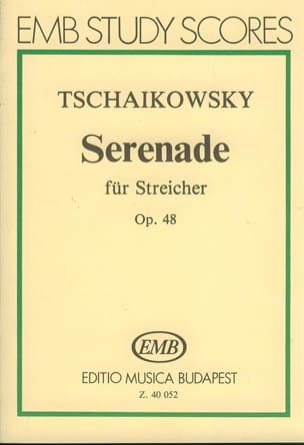 EMB STUDY SCORES
TSCHAIKOWSKY
Serenade
für Streicher
Op. 48
EMB
EDITIO MUSICA BUDAPEST
Z. 40 052